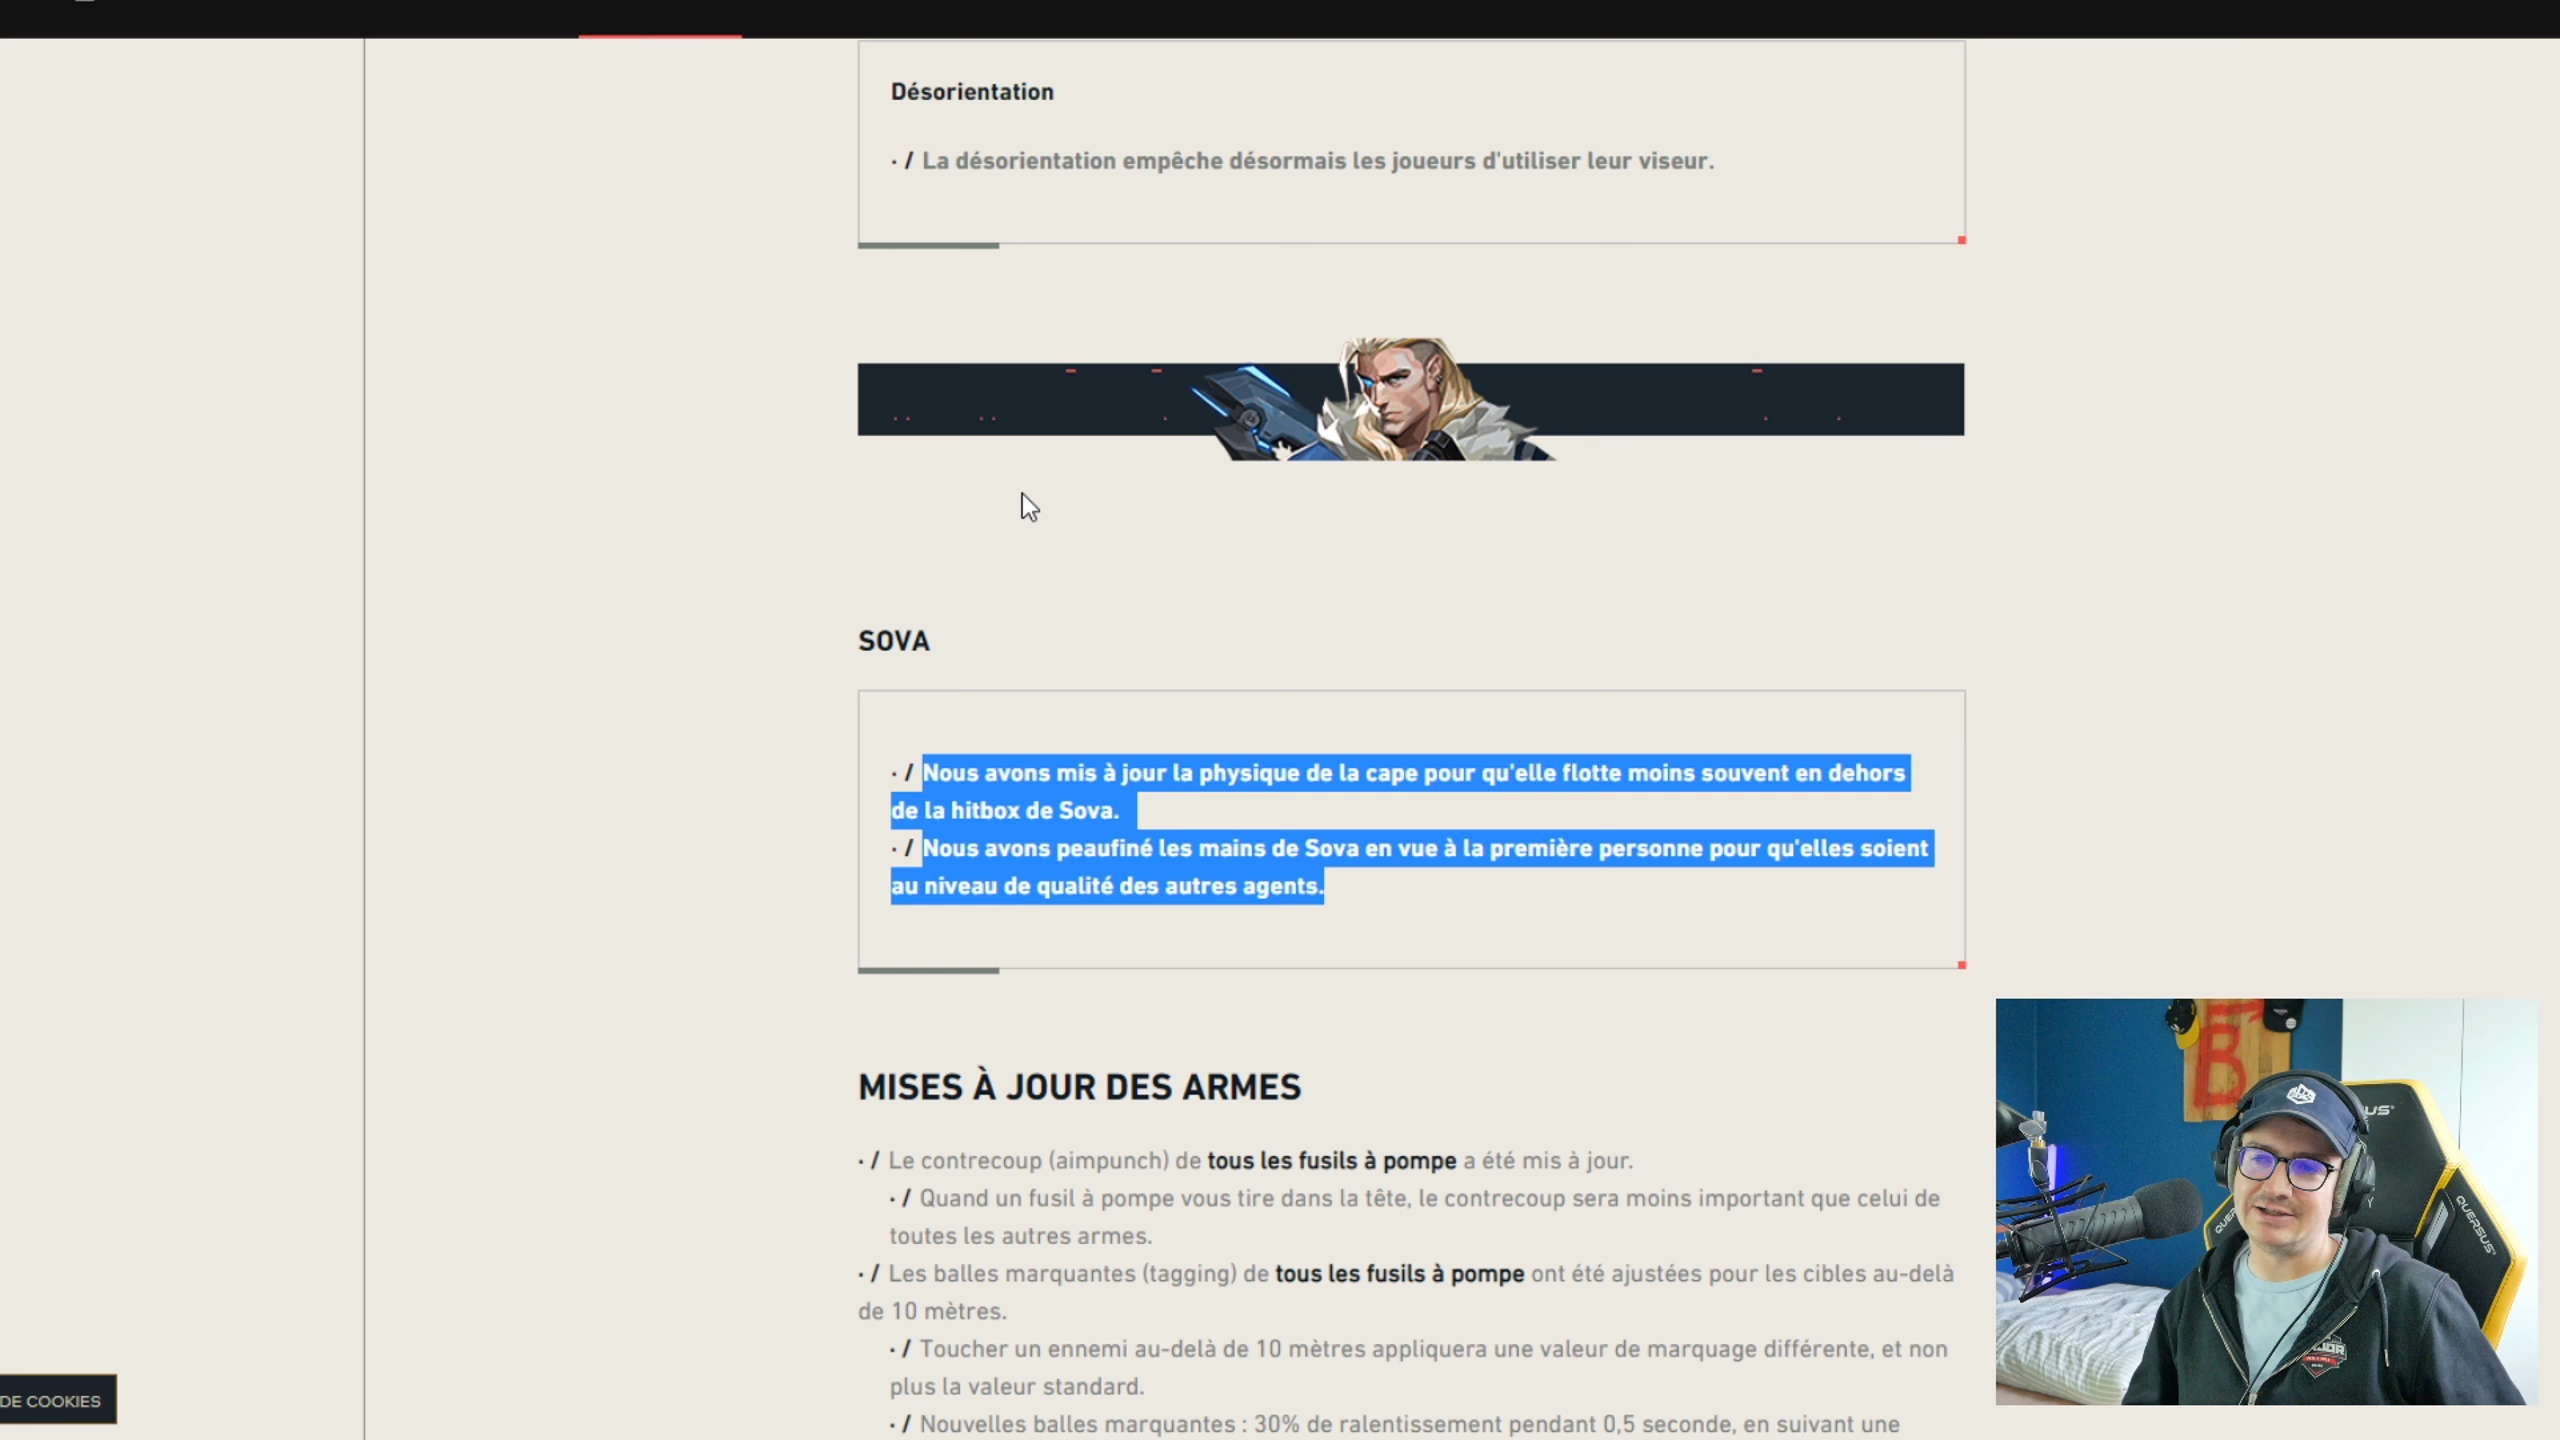 Désorientation
· / La désorientation empêche désormais les joueurs d'utiliser leur viseur.
SOVA
· / Nous avons mis à jour la physique de la cape pour qu'elle flotte moins souvent en dehors
de la hitbox de Sova.
· / Nous avons peaufiné les mains de Sova en vue à la première personne pour qu'elles soient
au niveau de qualité des autres agents.
MISES À JOUR DES ARMES
· / Le contrecoup (aimpunch) de tous les fusils à pompe a été mis à jour.
· / Quand un fusil à pompe vous tire dans la tête, le contrecoup sera moins important que celui de
toutes les autres armes.
· / Les balles marquantes (tagging) de tous les fusils à pompe ont été ajustées pour les cibles au-delà
de 10 mètres.
· / Toucher un ennemi au-delà de 10 mètres appliquera une valeur de marquage différente, et non
plus la valeur standard.
· / Nouvelles balles marquantes : 30% de ralentissement pendant 0,5 seconde, en suivant une
DE COOKIES
B
US
QUERSUS
QUE